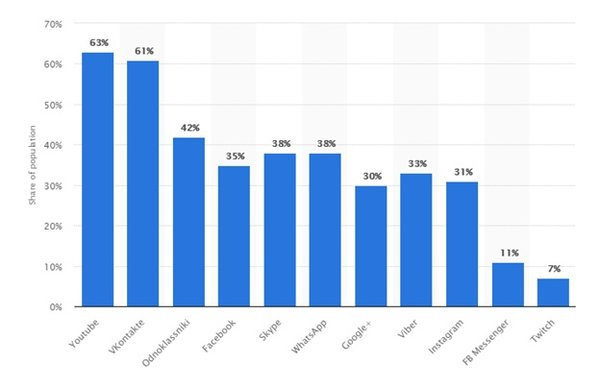 70%
60%
50%
40%
30%
20%
10%
0%
Share of population
63%
61%
42%
35%
38%
38%
30%
33%
31%
11%
7%
Youtube
VKontakte
Odnoklassniki
Facebook
Skype
WhatsApp
Google+
Viber
Instagram
FB Messenger
Twitch